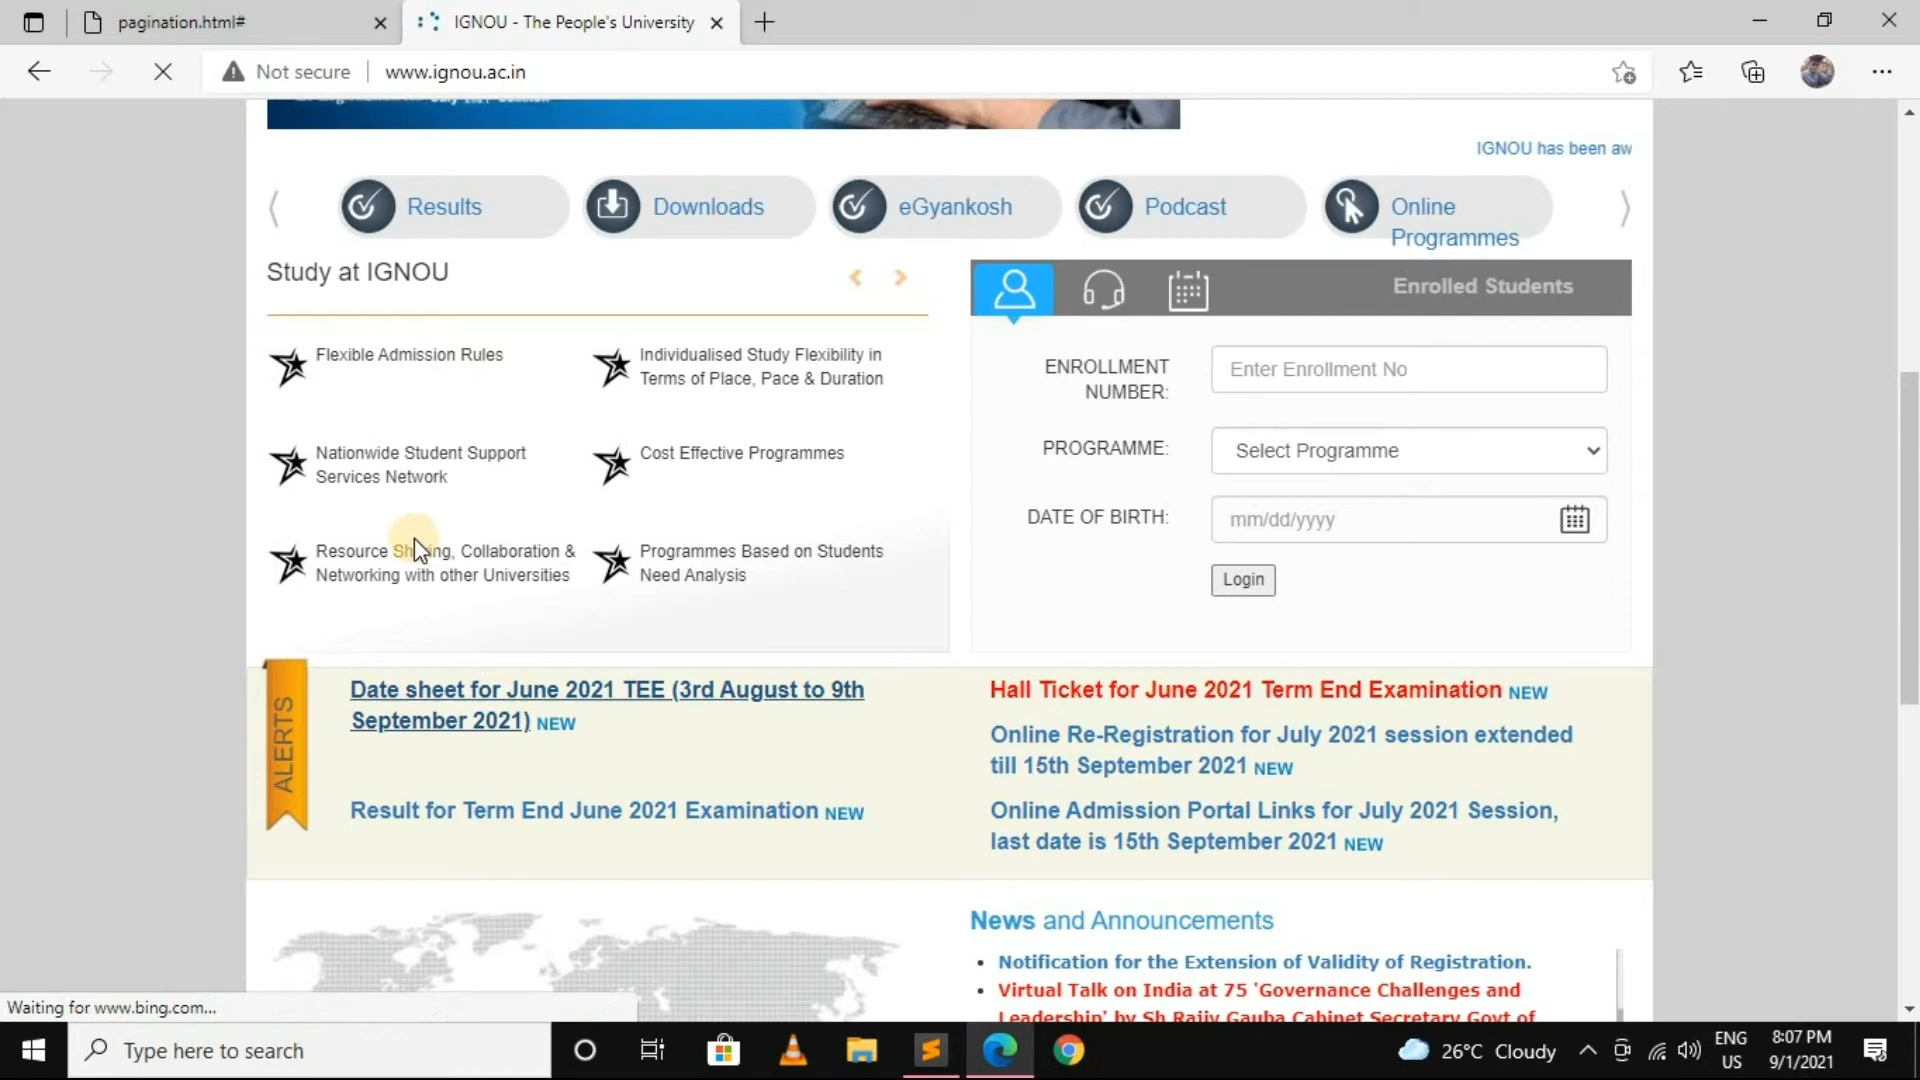 pagination.html#
IGNOU - The People's University
Not secure
www.ignou.ac.in
IGNOU has been aw
Results
Downloads
eGyankosh
Podcast
Online
Programmes
Study at IGNOU
Flexible Admission Rules
Individualised Study Flexibility in
Terms of Place, Pace & Duration
Nationwide Student Support
Services Network
Cost Effective Programmes
Resource Sharing, Collaboration &
Networking with other Universities
Programmes Based on Students
Need Analysis
Enrolled Students
ENROLLMENT
NUMBER:
Enter Enrollment No
PROGRAMME:
Select Programme
DATE OF BIRTH:
mm/dd/yyyy
Login
ALERTS
Date sheet for June 2021 TEE (3rd August to 9th
September 2021) NEW
Result for Term End June 2021 Examination NEW
Hall Ticket for June 2021 Term End Examination NEW
Online Re-Registration for July 2021 session extended
till 15th September 2021 NEW
Online Admission Portal Links for July 2021 Session,
last date is 15th September 2021 NEW
News and Announcements
Notification for the Extension of Validity of Registration.
Virtual Talk on India at 75 'Governance Challenges and
Leadership' by Sh Rajiv Gauba Cabinet Secretary Govt of
Waiting for www.bing.com...
Type here to search
26°C Cloudy
ENG
US
8:07 PM
9/1/2021